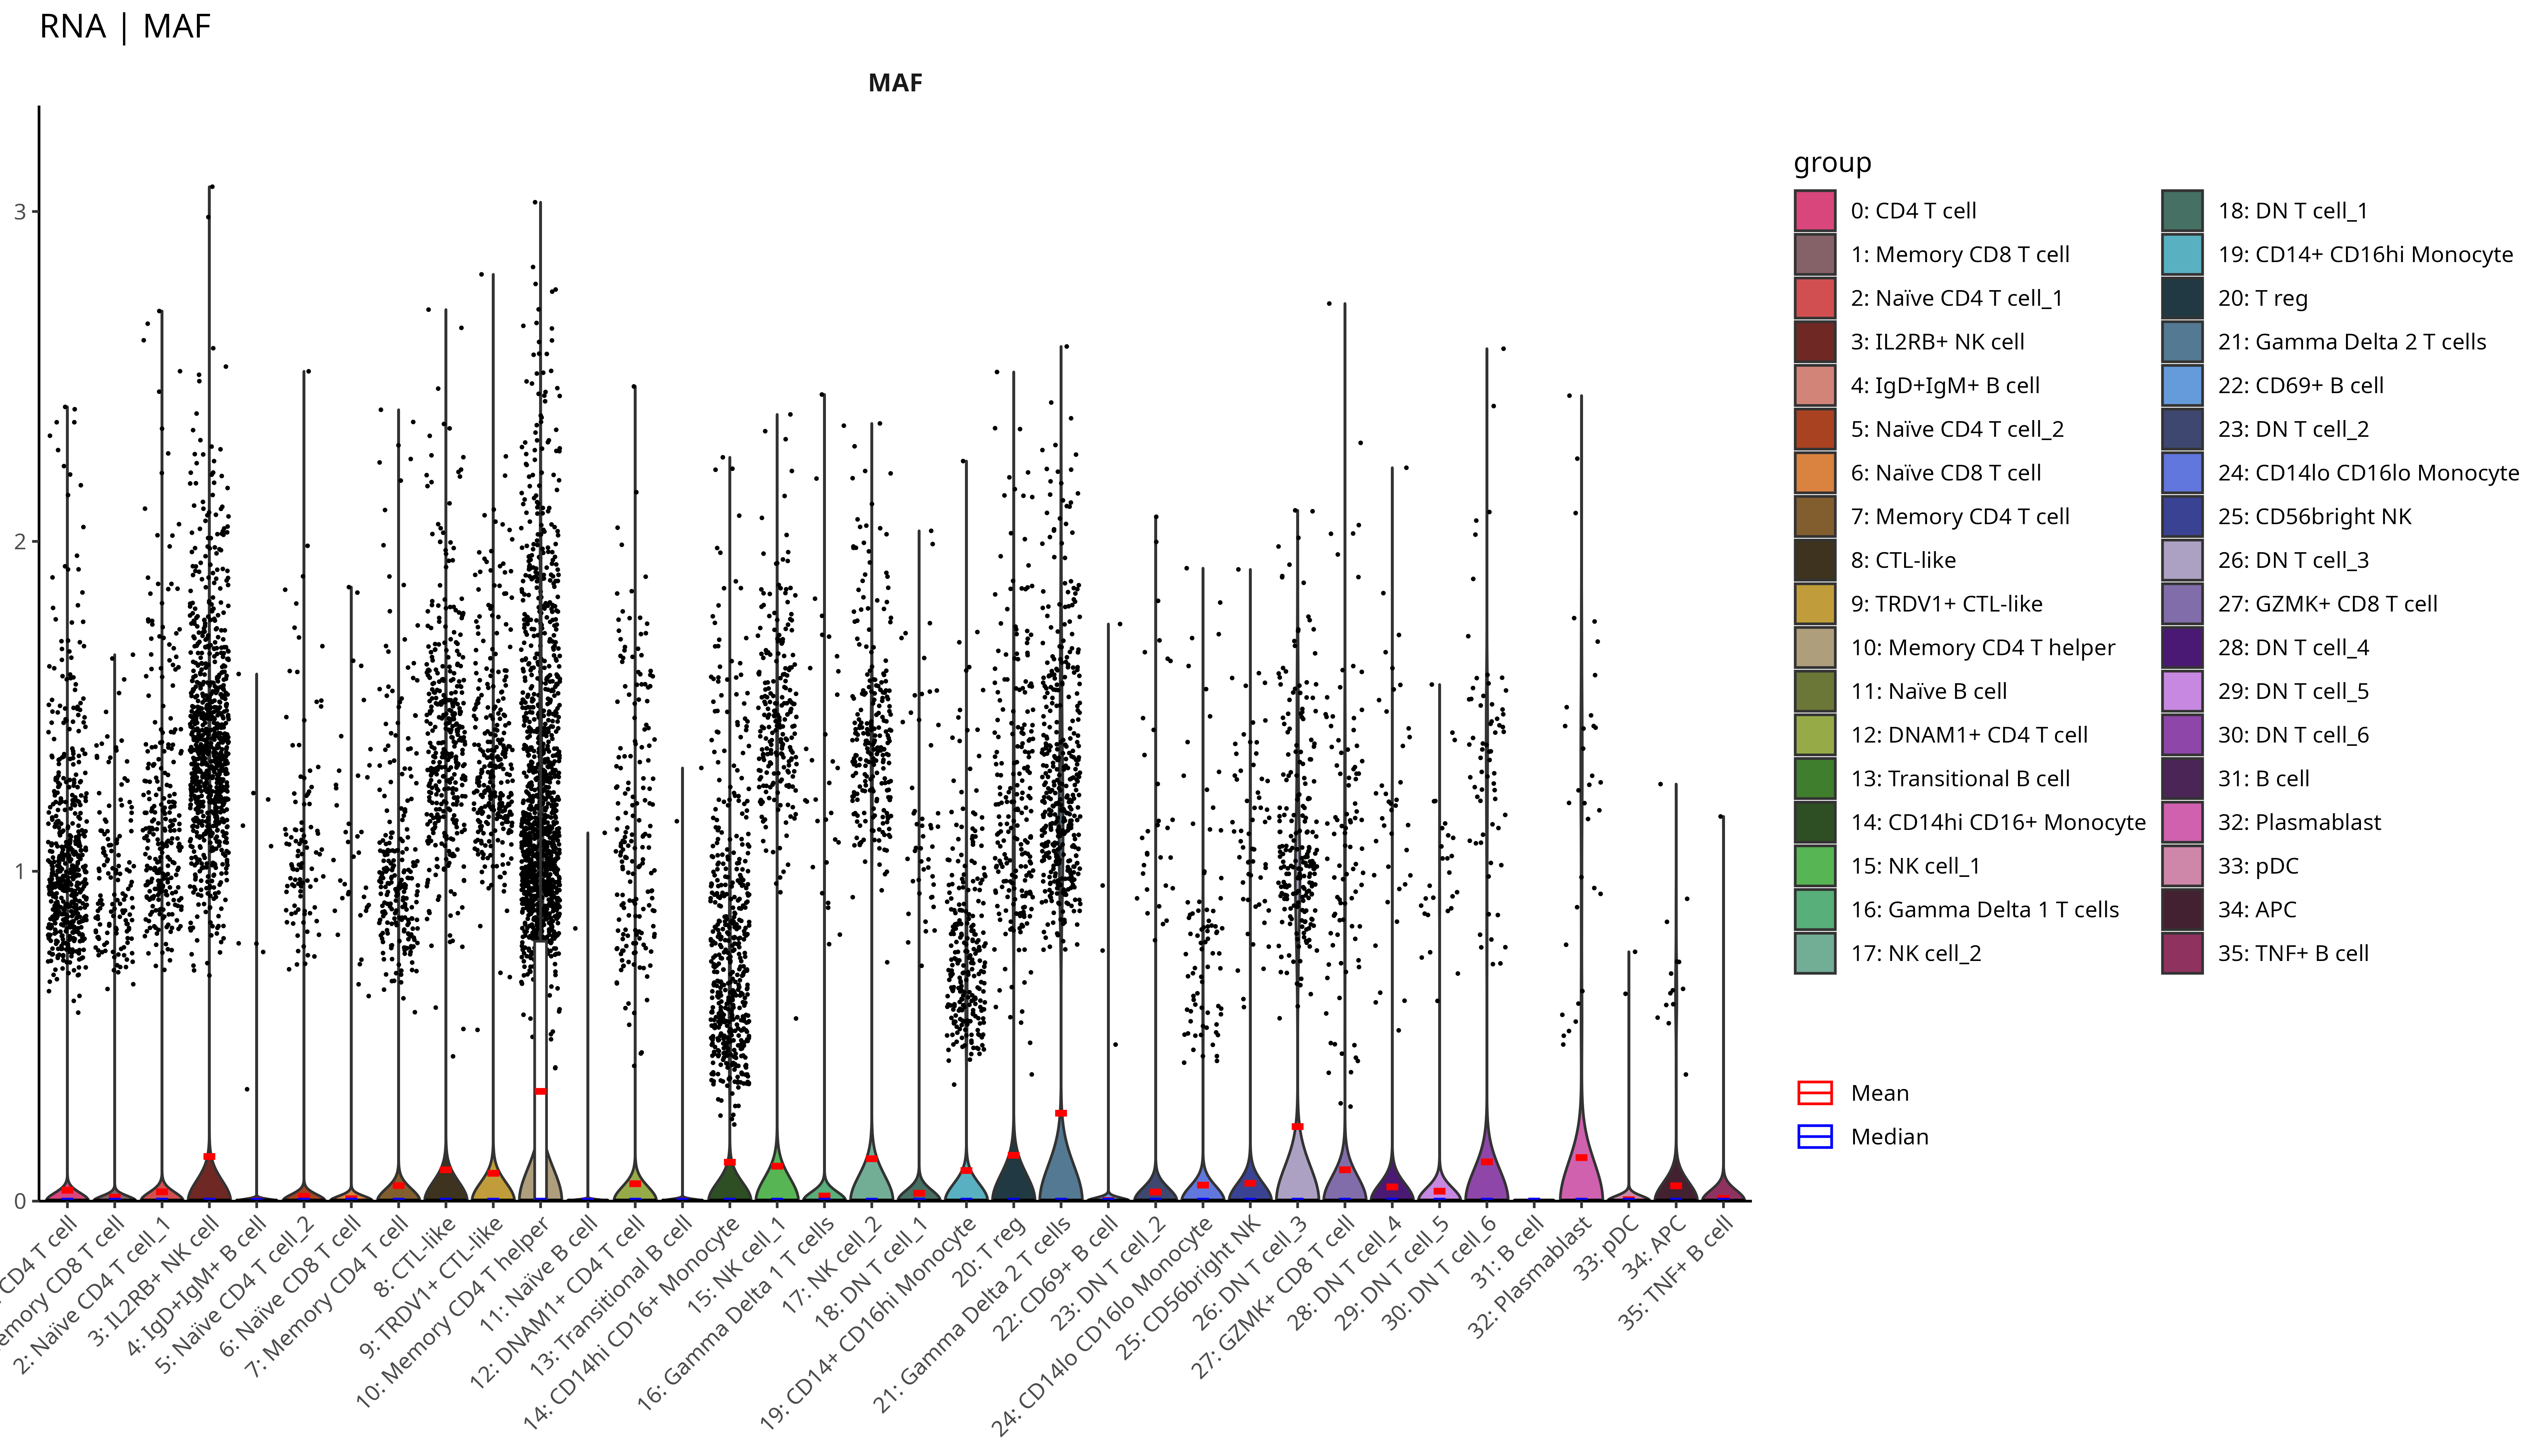 RNA | MAF
MAF
3
2
1
0
CD4 T cell
CD8 T cell
2: Naïve CD4 T cell_1
3: IL2RB+ NK cell
4: IgD+IgM+ B cell
5: Naïve CD4 T cell_2
6: Naïve CD8 T cell
7: Memory CD4 T cell
8: CTL-like
9: TRDV1+ CTL-like
10: Memory CD4 T helper
11: Naïve B cell
12: DNAM1+ CD4 T cell
13: Transitional B cell
14: CD14hi CD16+ Monocyte
15: NK cell_1
16: Gamma Delta 1 T cells
17: NK cell_2
18: DN T cell_1
19: CD14+ CD16hi Monocyte
20: T reg
21: Gamma Delta 2 T cells
22: CD69+ B cell
23: DN T cell_2
24: CD14lo CD16lo Monocyte
25: CD56bright NK
26: DN T cell_3
27: GZMK+ CD8 T cell
28: DN T cell_4
29: DN T cell_5
30: DN T cell_6
31: B cell
32: Plasmablast
33: pDC
34: APC
35: TNF+ B cell
group
0: CD4 T cell
1: Memory CD8 T cell
2: Naïve CD4 T cell_1
3: IL2RB+ NK cell
4: IgD+IgM+ B cell
5: Naïve CD4 T cell_2
6: Naïve CD8 T cell
7: Memory CD4 T cell
8: CTL-like
9: TRDV1+ CTL-like
10: Memory CD4 T helper
11: Naïve B cell
12: DNAM1+ CD4 T cell
13: Transitional B cell
14: CD14hi CD16+ Monocyte
15: NK cell_1
16: Gamma Delta 1 T cells
17: NK cell_2
18: DN T cell_1
19: CD14+ CD16hi Monocyte
20: T reg
21: Gamma Delta 2 T cells
22: CD69+ B cell
23: DN T cell_2
24: CD14lo CD16lo Monocyte
25: CD56bright NK
26: DN T cell_3
27: GZMK+ CD8 T cell
28: DN T cell_4
29: DN T cell_5
30: DN T cell_6
31: B cell
32: Plasmablast
33: pDC
34: APC
35: TNF+ B cell
Mean
Median